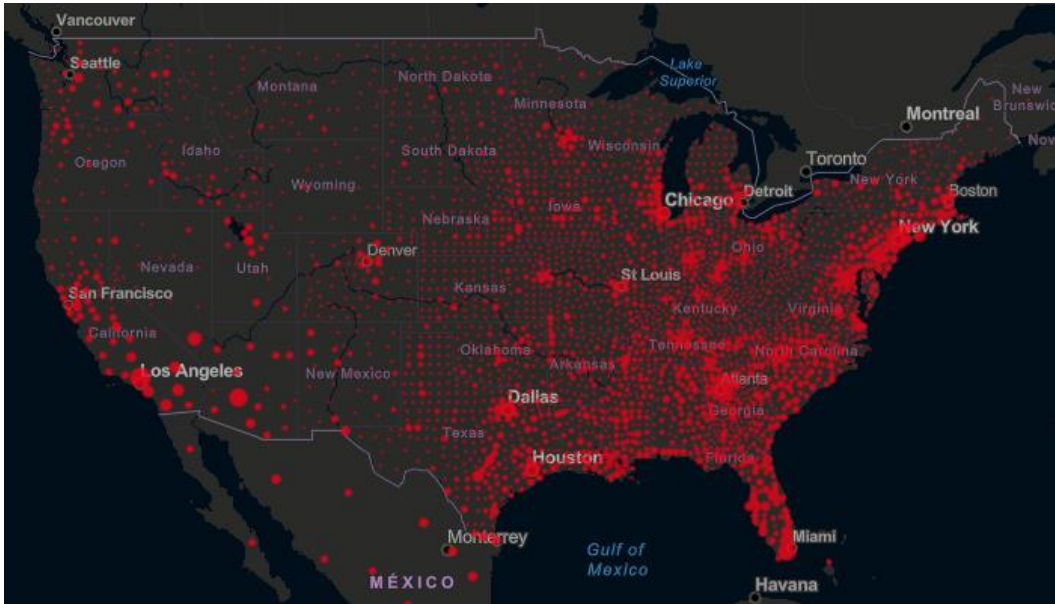 Vancouver
Seattle
Lake
Superior
Montana
North Dakota
Minnesota
New
Brunswick
Montreal
Oregon
Idaho
South Dakota
Wisconsin
Toronto
Wyoming
Chicago
Detroit
New York
Boston
Nebraska
Iowa
New York
Nevada
Utah
Denver
Ohio
San Francisco
Kansas
St Louis
California
Kentucky
Virginia
Los Angeles
New Mexico
Oklahoma
Arkansas
Tennessee
North Carolina
Dallas
Atlanta
Georgia
Texas
Houston
Florida
Monterrey
Gulf of
Mexico
Miami
MÉXICO
Havana